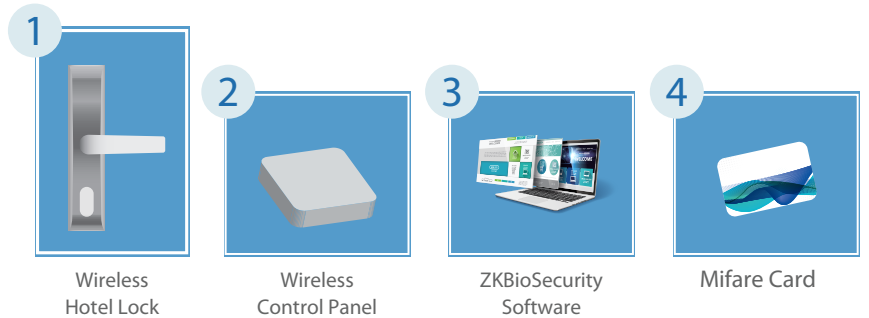 1
2
3
4
Wireless
Hotel Lock
Wireless
Control Panel
ZKBioSecurity
Software
Mifare Card